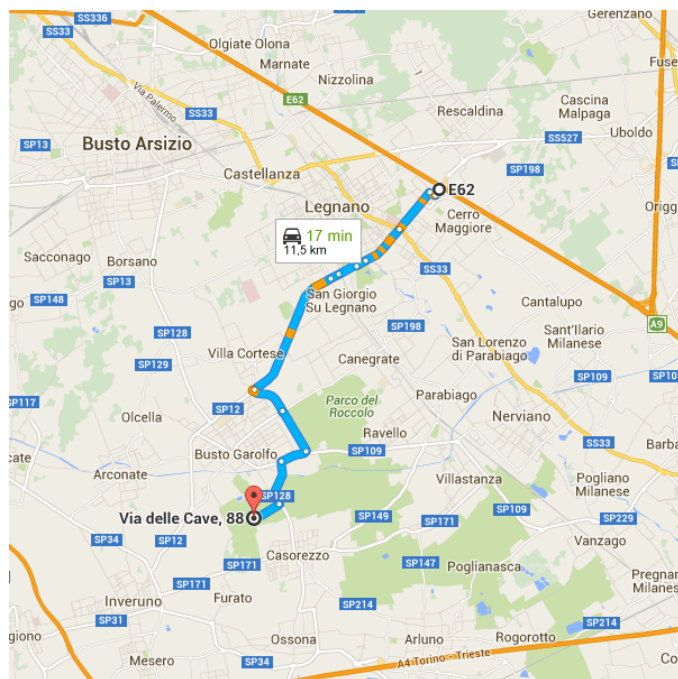 SS336
Gerenzano
SS33
Olgiate Olona
Fuse
Marnate
Nizzolina
Via Palermo
E62
Cascina
Malpaga
Rescaldina
SS33
Uboldo
SP13
Busto Arsizio
SS527
SP198
Castellanza
E62
Legnano
Origg
Cerro
Maggiore
17 min
11,5 km
Sacconago
Borsano
SS33
SP13
SP148
San Giorgio
Su Legnano
Cantalupo
A9
SP128
SP198
Sant'Ilario
Milanese
San Lorenzo
di Parabiago
Villa Cortese
Canegrate
SP129
SP109
SP10
Parabiago
SP117
Parco del
Roccolo
SP12
Olcella
Nerviano
Ravello
SS33
Barba
cate
Busto Garolfo
SP109
Arconate
Villastanza
Pogliano
Milanese
SP128
SP109
Via delle Cave, 88
SP149
SP171
SP229
SP34
SP12
Vanzago
Casorezzo
SP171
SP147
Poglianasca
SP171
Pregnan
Milanes
Inveruno
Furato
SP214
SP31
SP214
giono
Ossona
Arluno
Rogorotto
Mesero
SP34
A4 Torino-Trieste
Co